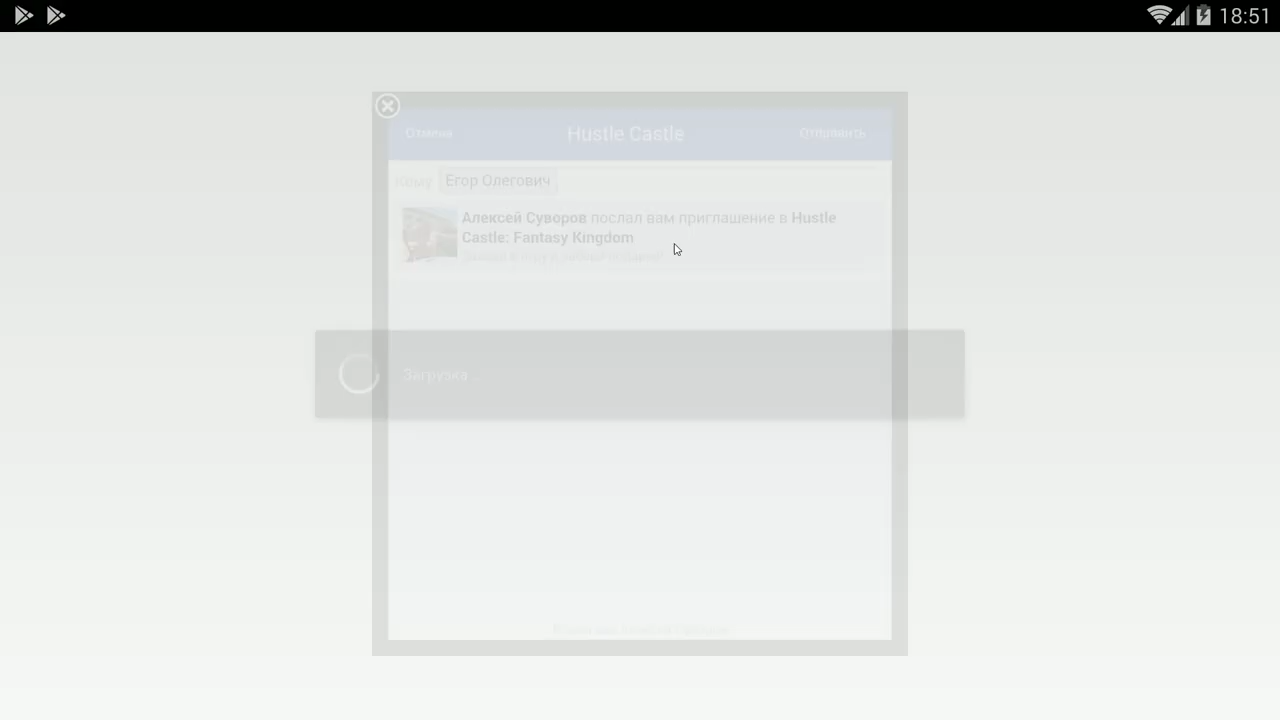 18:51
Отмена Hustle Castle Отправить
Кому Егор Олегович
Алексей Суворов послал вам приглашение в Hustle
Castle: Fantasy Kingdom
Загрузка...